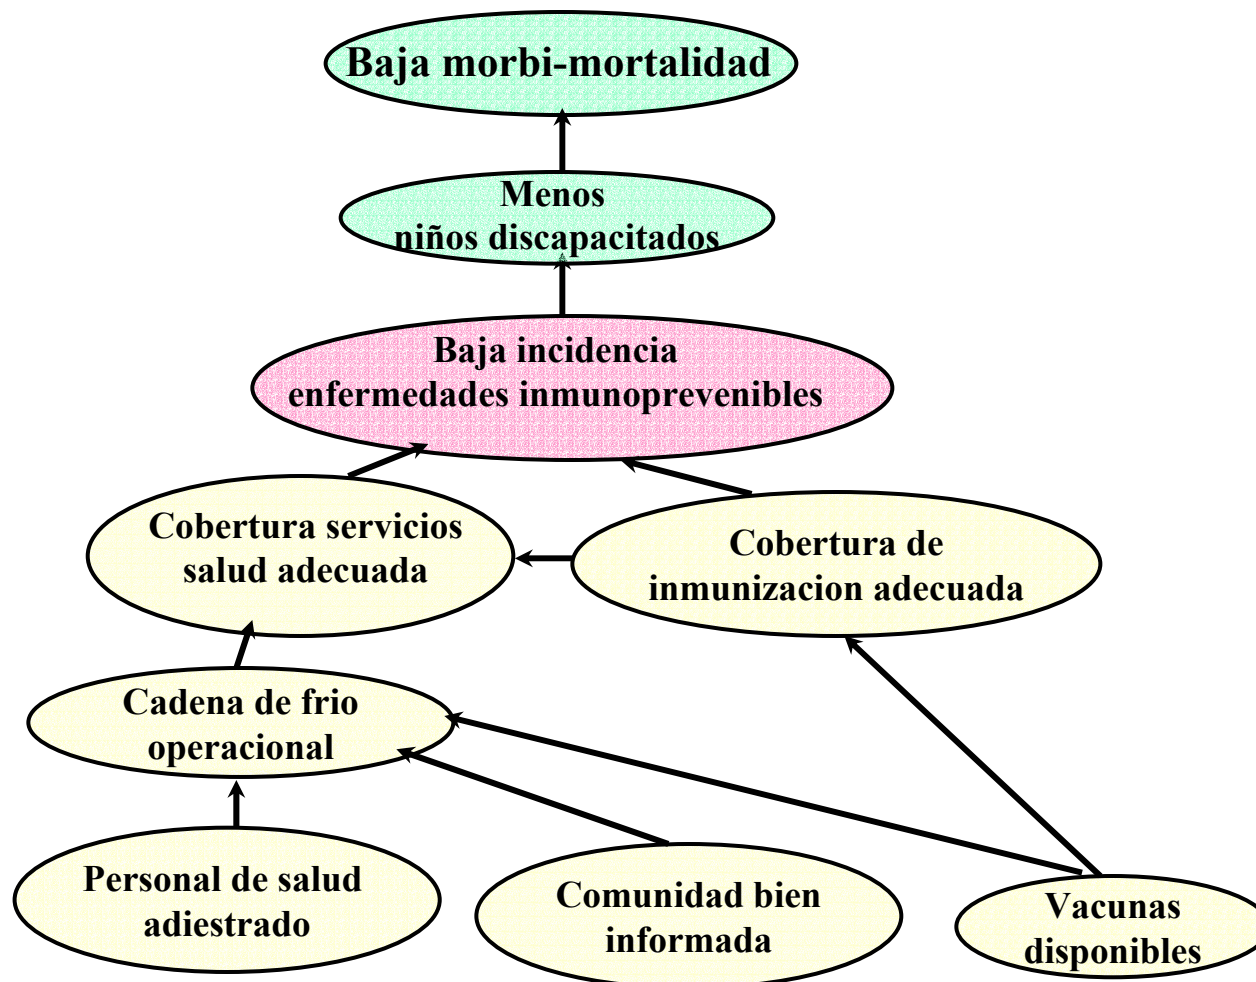 Baja morbi-mortalidad
Menos
niños discapacitados
Baja incidencia
enfermedades inmunoprevenibles
Cobertura servicios
salud adecuada
Cobertura de
inmunizacion adecuada
Cadena de frio
operacional
Personal de salud
adiestrado
Comunidad bien
informada
Vacunas
disponibles